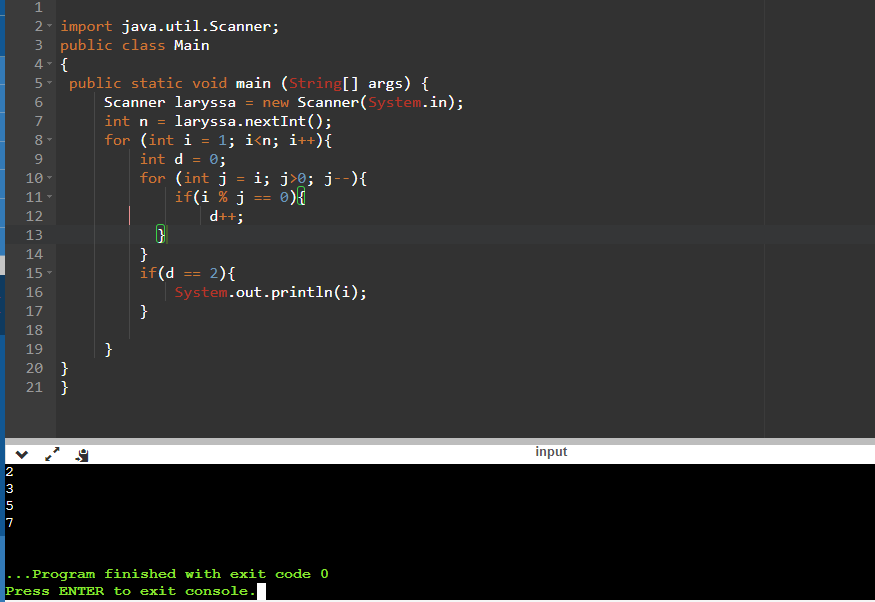 1
2 import java.util.Scanner;
3 public class Main
4 {
5 public static void main (String[] args) {
6 Scanner laryssa = new Scanner(System.in);
7 int n = laryssa.nextInt();
8 for (int i = 1; i<n; i++){
9 int d = 0;
10 for (int j = i; j>0; j--){
11 if(i % j == 0){
12 d++;
13 }
14 }
15 if(d == 2){
16 System.out.println(i);
17 }
18
19 }
20 }
21 }
input
2
3
5
7
...Program finished with exit code 0
Press ENTER to exit console.